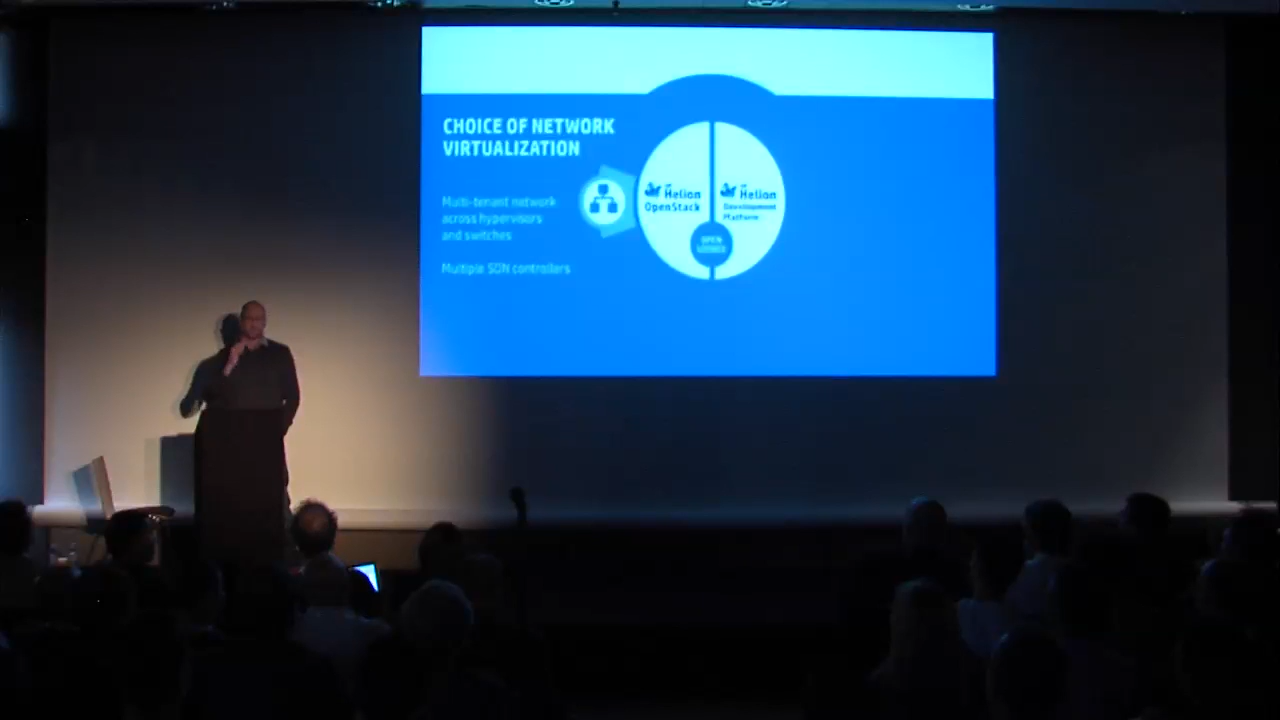 CHOICE OF NETWORK
VIRTUALIZATION
Multi-tenant network
across hypervisors
and switches
Multiple SDN controllers
Helion
OpenStack
Helion
Development
Platform
OPEN